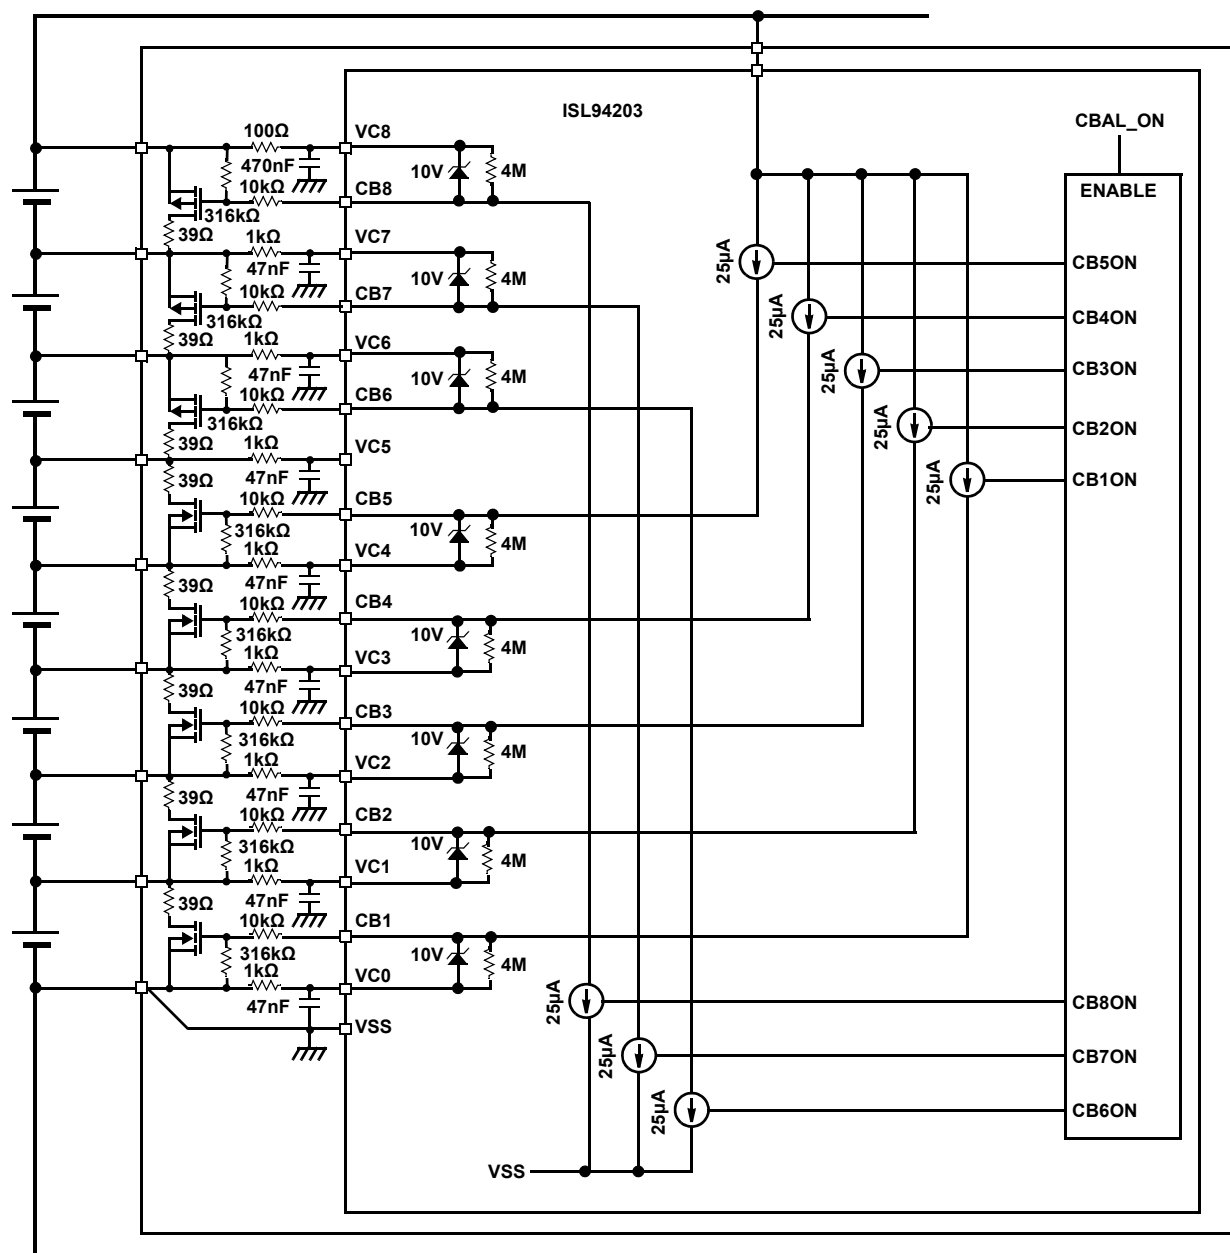 ISL94203
CBAL_ON
ENABLE
100Ω
VC8
470nF
10V
4M
10kΩ
CB8
316kΩ
39Ω
1kΩ
VC7
47nF
10V
4M
10kΩ
CB7
316kΩ
39Ω
1kΩ
VC6
47nF
10V
4M
10kΩ
CB6
316kΩ
39Ω
1kΩ
VC5
39Ω
47nF
10kΩ
CB5
316kΩ
10V
4M
1kΩ
VC4
39Ω
47nF
10kΩ
CB4
316kΩ
10V
4M
1kΩ
VC3
39Ω
47nF
10kΩ
CB3
316kΩ
10V
4M
1kΩ
VC2
39Ω
47nF
10kΩ
CB2
316kΩ
10V
4M
1kΩ
VC1
39Ω
47nF
10kΩ
CB1
316kΩ
10V
4M
1kΩ
VC0
47nF
VSS
25µA
CB5ON
25µA
CB4ON
25µA
CB3ON
25µA
CB2ON
25µA
CB1ON
25µA
CB8ON
25µA
CB7ON
25µA
CB6ON
VSS